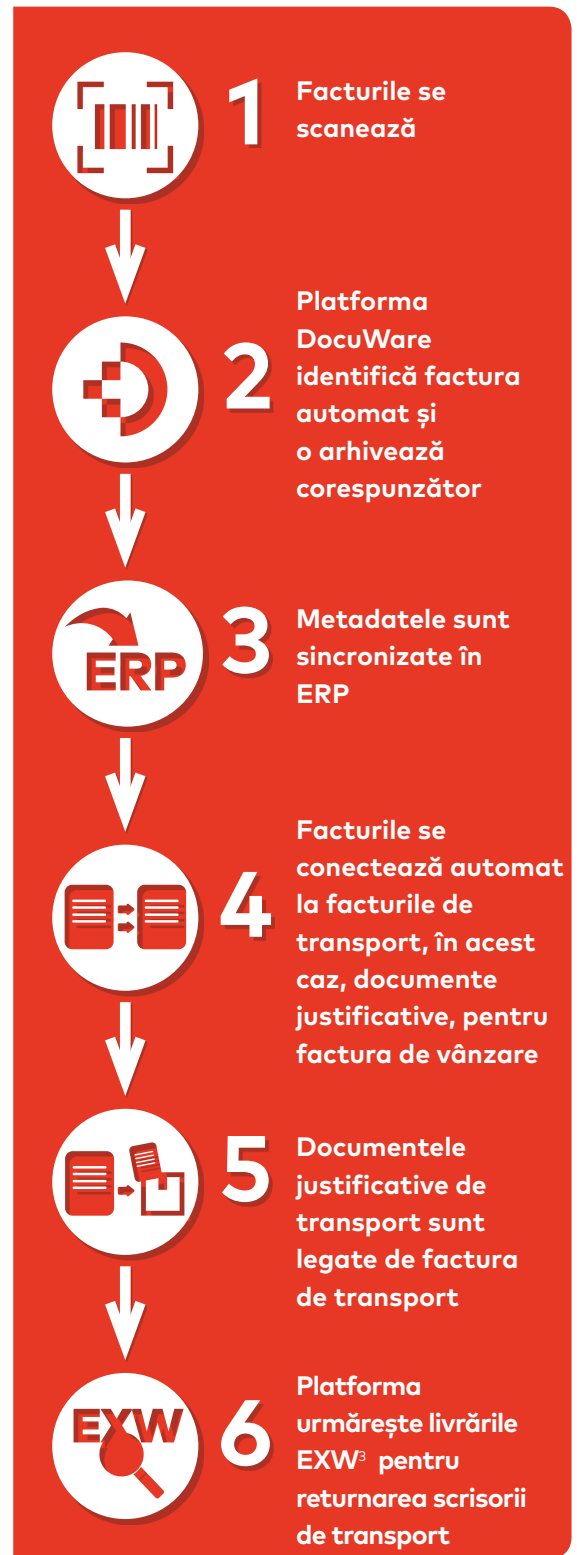 1
Facturile se
scanează
2
Platforma
DocuWare
identifică factura
automat și
o arhivează
corespunzător
ERP
3
Metadatele sunt
sincronizate în
ERP
4
Facturile se
conectează automat
la facturile de
transport, în acest
caz, documente
justificative, pentru
factura de vânzare
5
Documentele
justificative de
transport sunt
legate de factura
de transport
EXW
6
Platforma
urmărește livrările
EXW³ pentru
returnarea scrisorii
de transport